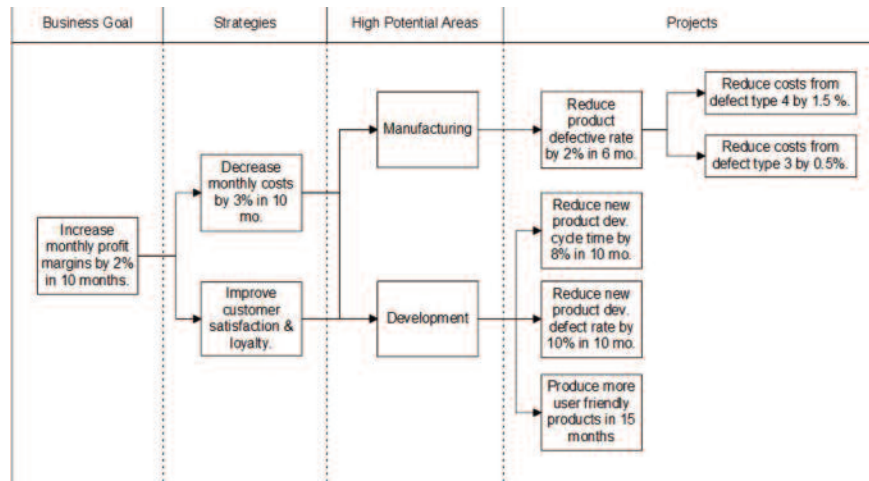 Business Goal
Strategies
High Potential Areas
Projects
Increase
monthly profit
margins by 2%
in 10 months.
Decrease
monthly costs
by 3% in 10
mo.
Improve
customer
satisfaction &
loyalty.
Manufacturing
Development
Reduce
product
defective rate
by 2% in 6 mo.
Reduce costs from
defect type 4 by 1.5 %.
Reduce costs from
defect type 3 by 0.5%.
Reduce new
product dev.
cycle time by
8% in 10 mo.
Reduce new
product dev.
defect rate by
10% in 10 mo.
Produce more
user friendly
products in 15
months